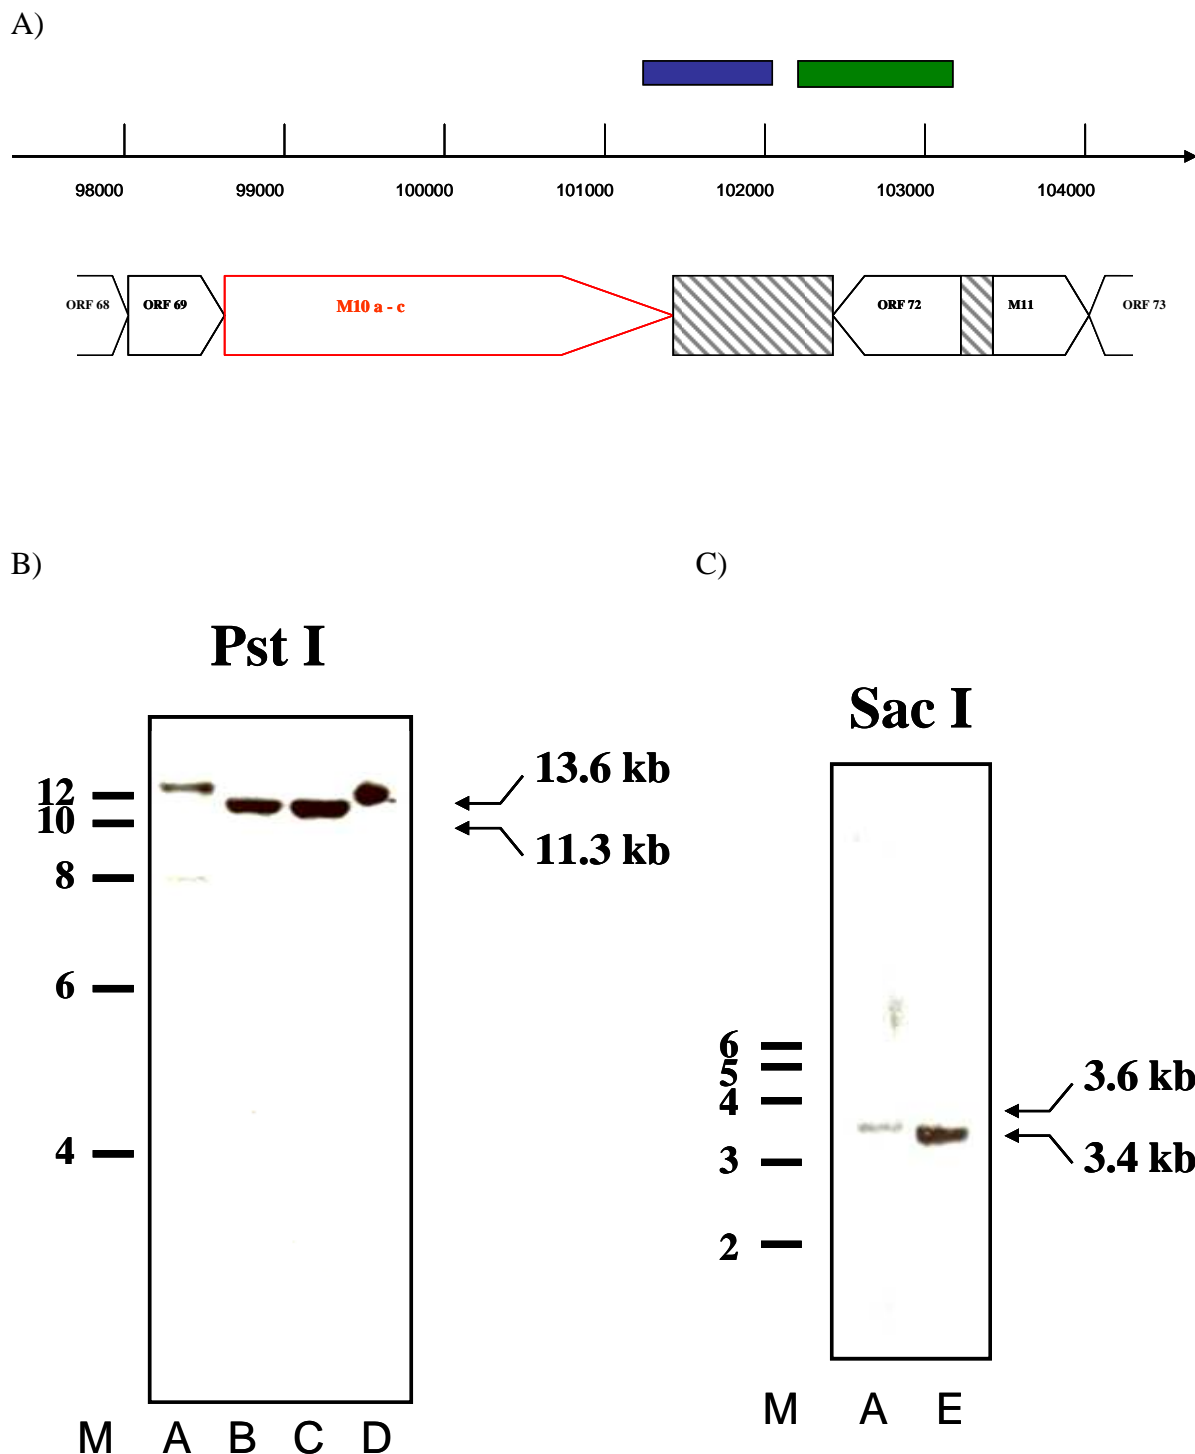 A)
98000 99000 100000 101000 102000 103000 104000
ORF 68 ORF 69 M10 a - c ORF 72 M11 ORF 73
B)
C)
Pst I
Sac I
12
10
8
6
4
13.6 kb
11.3 kb
6
5
4
3
2
3.6 kb
3.4 kb
M A B C D
M A E